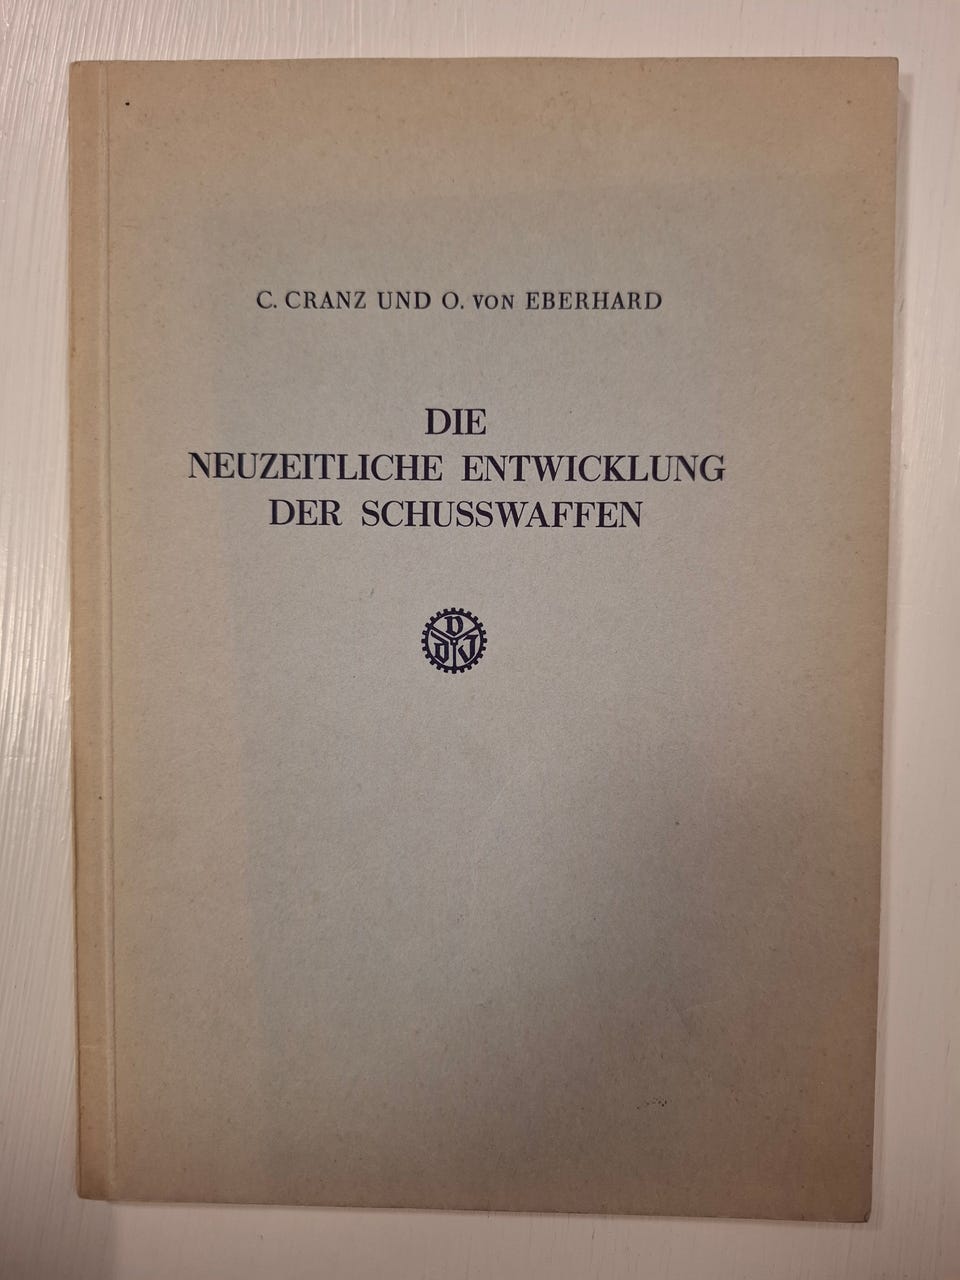 C. CRANZ UND O. VON EBERHARD
DIE
NEUZEITLICHE ENTWICKLUNG
DER SCHUSSWAFFEN
V
D I